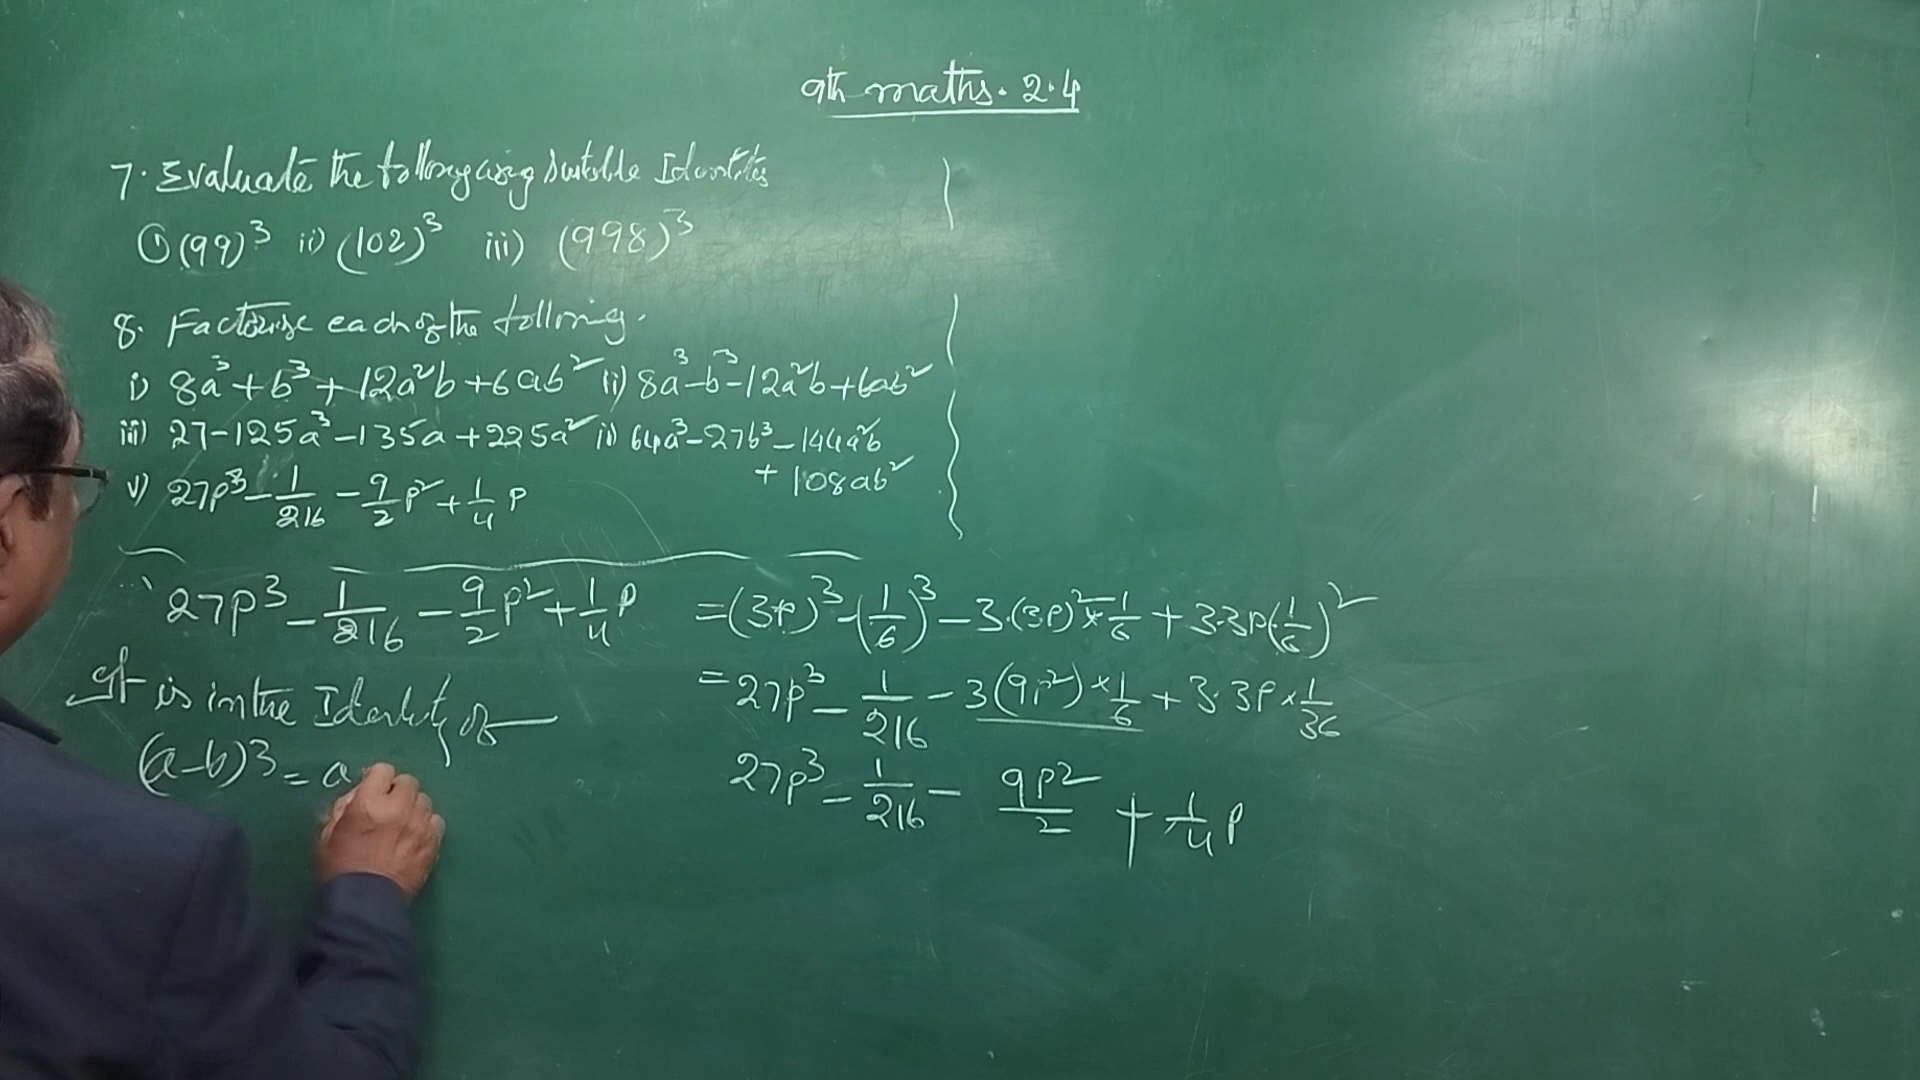 9th maths. 2.4
7. Evaluate the following using suitable Identities
i) (99)³ ii) (102)³ iii) (998)³
8. Factorise each of the following.
i) 8a³ + b³ + 12a²b + 6ab² ii) 8a³ - b³ - 12a²b + 6ab²
iii) 27 - 125a³ - 135a + 225a² iv) 64a³ - 27b³ - 144a²b
+ 108ab²
v) 27p³ - 1/216 - 9/2 p² + 1/4 p
27p³ - 1/216 - 9/2 p² + 1/4 p = (3p)³ - (1/6)³ - 3.(3p)² × 1/6 + 3.3p(1/6)²
= 27p³ - 1/216 - 3(9p²) × 1/6 + 3.3p × 1/36
27p³ - 1/216 - 9p²/2 + 1/4 p
It is in the Identity of
(a-b)³ = a